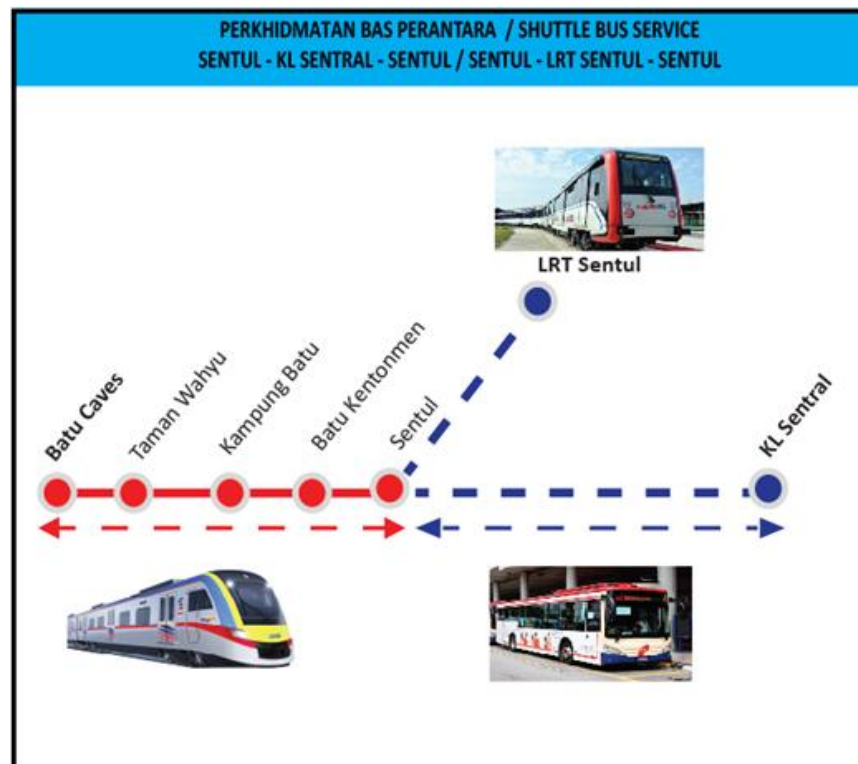 PERKHIDMATAN BAS PERANTARA / SHUTTLE BUS SERVICE
SENTUL - KL SENTRAL - SENTUL / SENTUL - LRT SENTUL - SENTUL
LRT Sentul
Batu Caves
Taman Wahyu
Kampung Batu
Batu Kentonmen
Sentul
KL Sentral